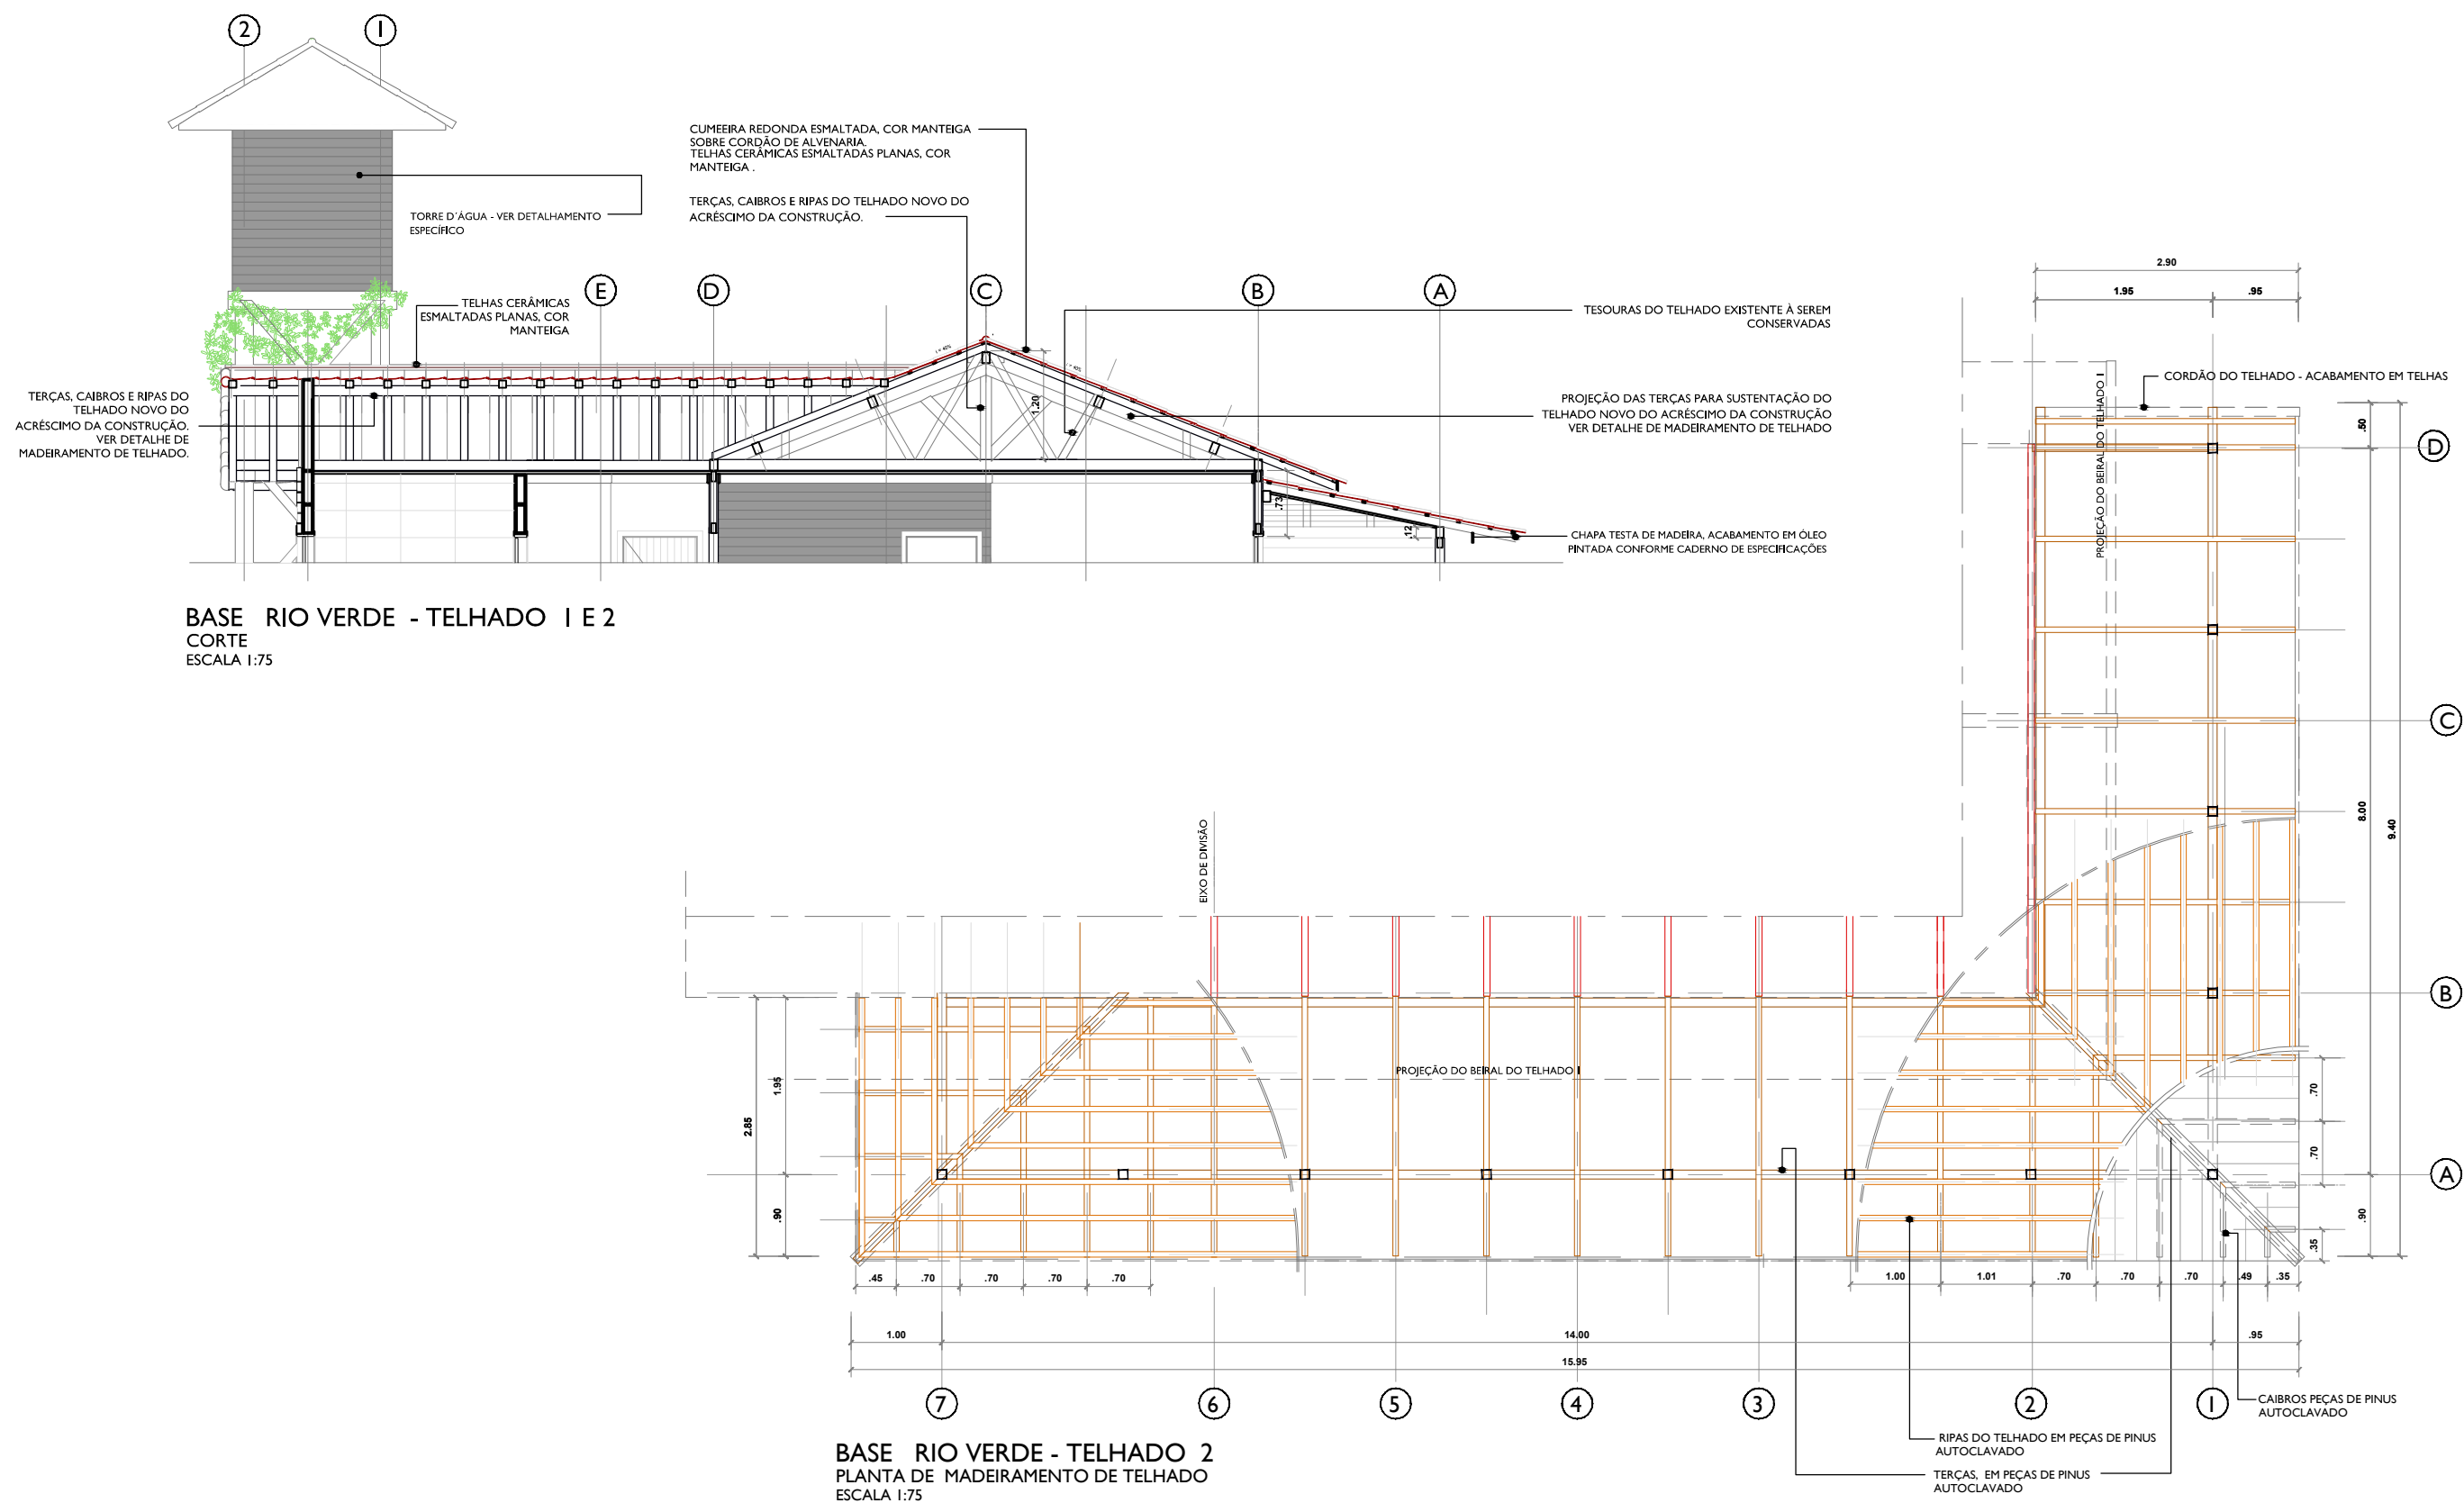 2
1
CUMEEIRA REDONDA ESMALTADA, COR MANTEIGA
SOBRE CORDÃO DE ALVENARIA.
TELHAS CERÂMICAS ESMALTADAS PLANAS, COR
MANTEIGA .
TERÇAS, CAIBROS E RIPAS DO TELHADO NOVO DO
ACRÉSCIMO DA CONSTRUÇÃO.
TORRE D´ÁGUA - VER DETALHAMENTO
ESPECÍFICO
E
D
C
B
A
TELHAS CERÂMICAS
ESMALTADAS PLANAS, COR
MANTEIGA
TESOURAS DO TELHADO EXISTENTE À SEREM
CONSERVADAS
TERÇAS, CAIBROS E RIPAS DO
TELHADO NOVO DO
ACRÉSCIMO DA CONSTRUÇÃO.
VER DETALHE DE
MADEIRAMENTO DE TELHADO.
PROJEÇÃO DAS TERÇAS PARA SUSTENTAÇÃO DO
TELHADO NOVO DO ACRÉSCIMO DA CONSTRUÇÃO
VER DETALHE DE MADEIRAMENTO DE TELHADO
1.20
.73
.12
CHAPA TESTA DE MADEIRA, ACABAMENTO EM ÓLEO
PINTADA CONFORME CADERNO DE ESPECIFICAÇÕES
BASE RIO VERDE - TELHADO 1 E 2
CORTE
ESCALA 1:75
2.90
1.95
.95
CORDÃO DO TELHADO - ACABAMENTO EM TELHAS
PROJEÇÃO DO BEIRAL DO TELHADO 1
.50
D
C
8.00
9.40
EIXO DE DIVISÃO
B
PROJEÇÃO DO BEIRAL DO TELHADO 1
1.95
2.85
.90
.70
.70
A
.90
.35
.45
.70
.70
.70
.70
1.00
1.01
.70
.70
.70
.49
.35
1.00
14.00
.95
15.95
7
6
5
4
3
2
1
CAIBROS PEÇAS DE PINUS
AUTOCLAVADO
RIPAS DO TELHADO EM PEÇAS DE PINUS
AUTOCLAVADO
TERÇAS, EM PEÇAS DE PINUS
AUTOCLAVADO
BASE RIO VERDE - TELHADO 2
PLANTA DE MADEIRAMENTO DE TELHADO
ESCALA 1:75